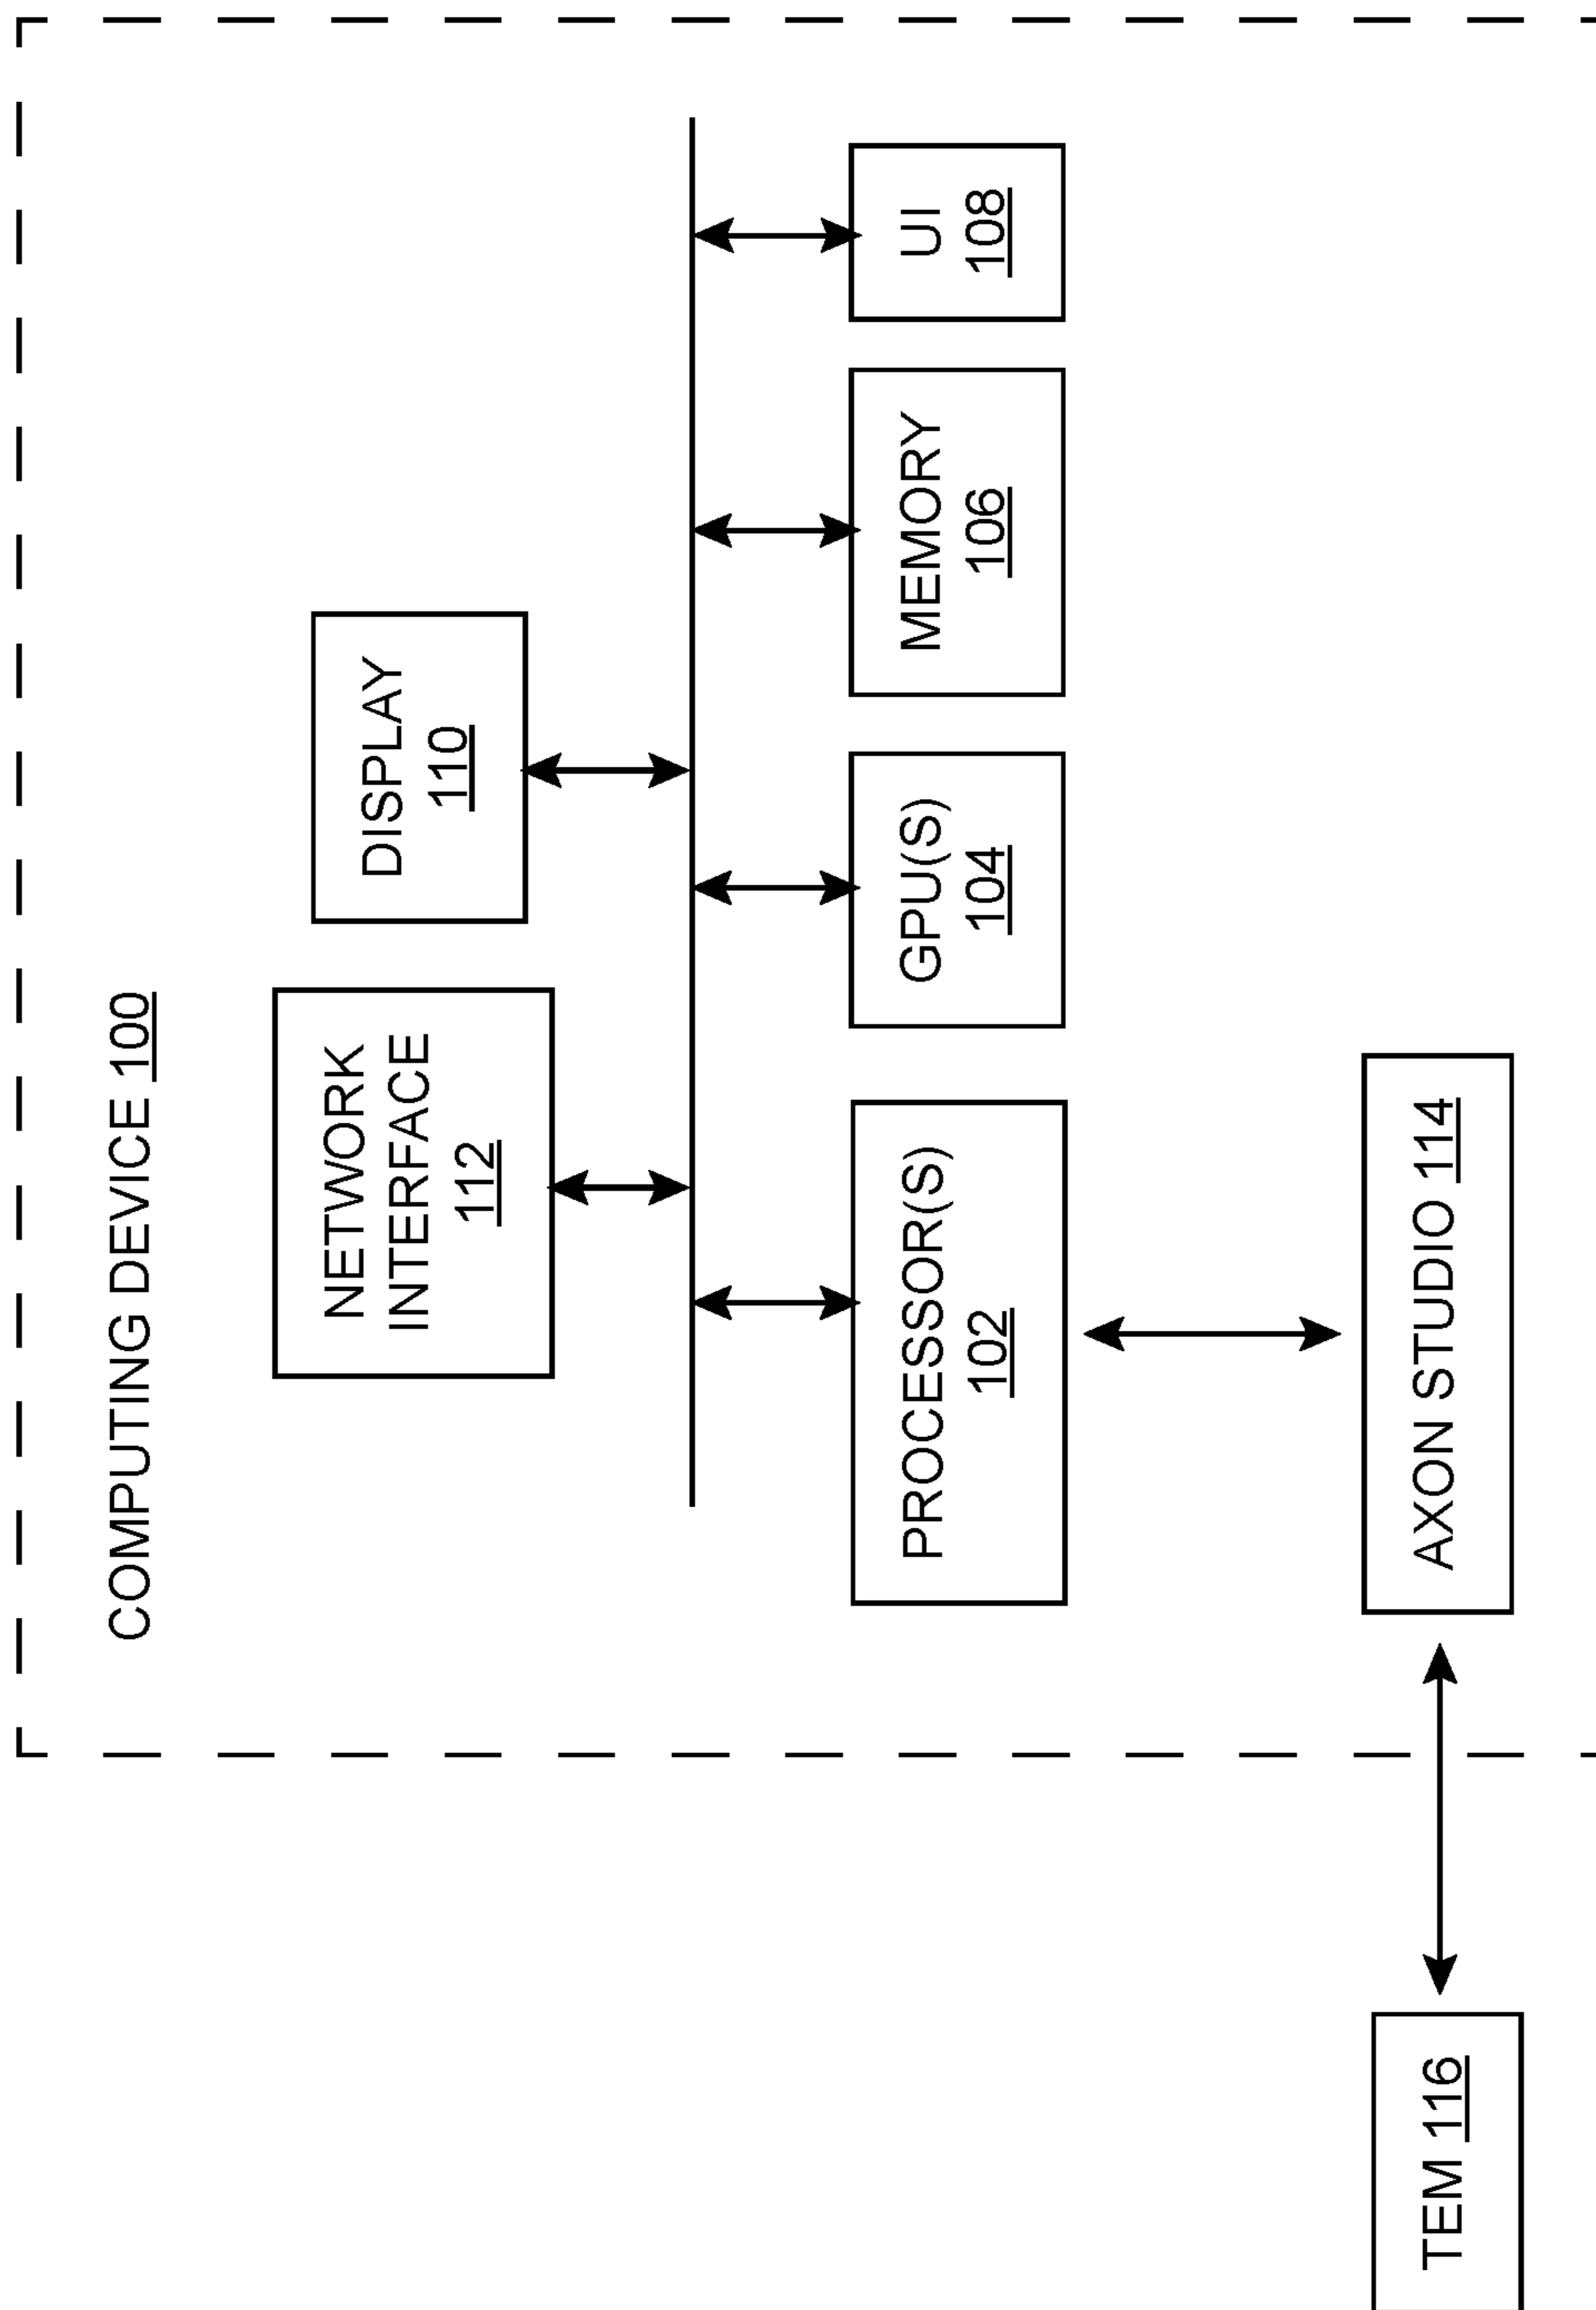 COMPUTING DEVICE 100
NETWORK
INTERFACE
112
DISPLAY
110
PROCESSOR(S)
102
GPU(S)
104
MEMORY
106
UI
108
TEM 116
AXON STUDIO 114